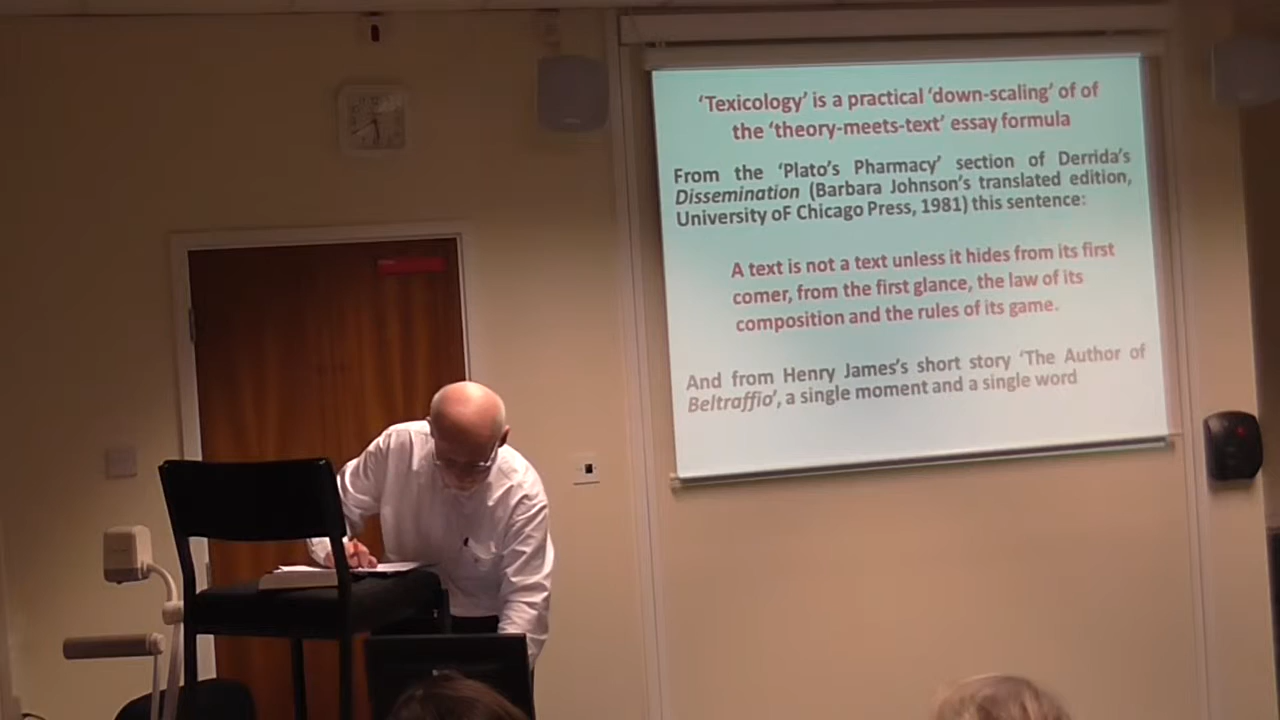 ‘Texicology’ is a practical ‘down-scaling’ of of
the ‘theory-meets-text’ essay formula
From the ‘Plato’s Pharmacy’ section of Derrida’s
Dissemination (Barbara Johnson’s translated edition,
University oF Chicago Press, 1981) this sentence:
A text is not a text unless it hides from its first
comer, from the first glance, the law of its
composition and the rules of its game.
And from Henry James’s short story ‘The Author of
Beltraffio’, a single moment and a single word